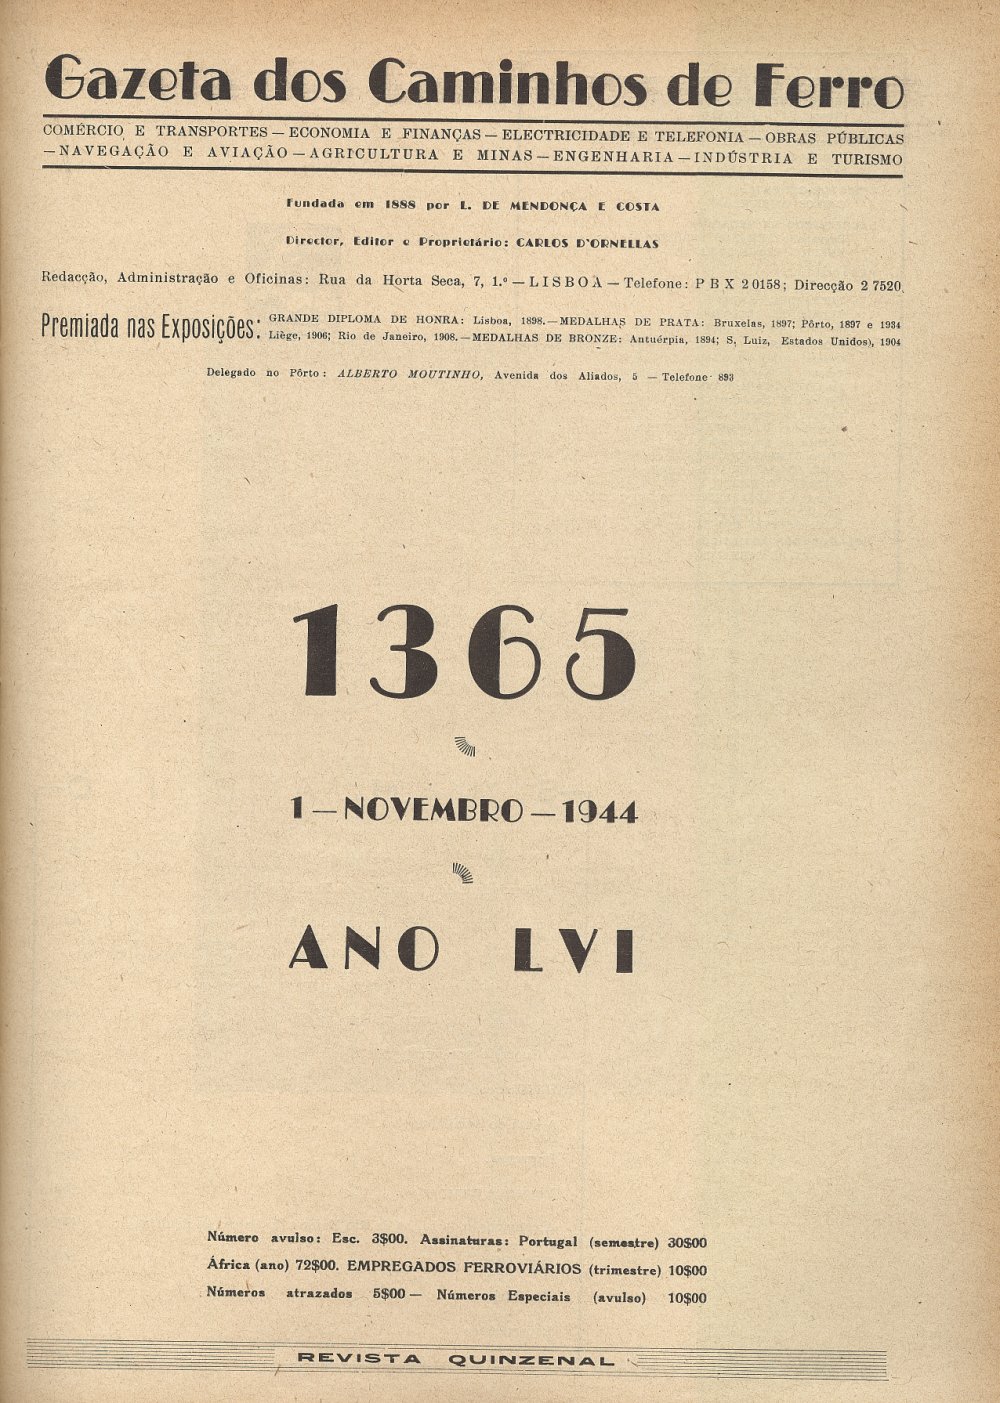 Gazeta dos Caminhos de Ferro
COMÉRCIO E TRANSPORTES — ECONOMIA E FINANÇAS — ELECTRICIDADE E TELEFONIA — OBRAS PÚBLICAS
— NAVEGAÇÃO E AVIAÇÃO — AGRICULTURA E MINAS — ENGENHARIA — INDÚSTRIA E TURISMO
Fundada em 1888 por L. DE MENDONÇA E COSTA
Director, Editor e Proprietário: CARLOS D'ORNELLAS
Redacção, Administração e Oficinas: Rua da Horta Seca, 7, 1.º — LISBOA — Telefone: P B X 2 0158; Direcção 2 7520
Premiada nas Exposições: GRANDE DIPLOMA DE HONRA: Lisboa, 1898. — MEDALHAS DE PRATA: Bruxelas, 1897; Pôrto, 1897 e 1934
Liège, 1906; Rio de Janeiro, 1908. — MEDALHAS DE BRONZE: Antuérpia, 1894; S. Luiz, Estados Unidos), 1904
Delegado no Pôrto: ALBERTO MOUTINHO, Avenida dos Aliados, 5 — Telefone 893
1365
1 — NOVEMBRO — 1944
ANO LVI
Número avulso: Esc. 3$00. Assinaturas: Portugal (semestre) 30$00
África (ano) 72$00. EMPREGADOS FERROVIÁRIOS (trimestre) 10$00
Números atrazados 5$00 — Números Especiais (avulso) 10$00
REVISTA QUINZENAL